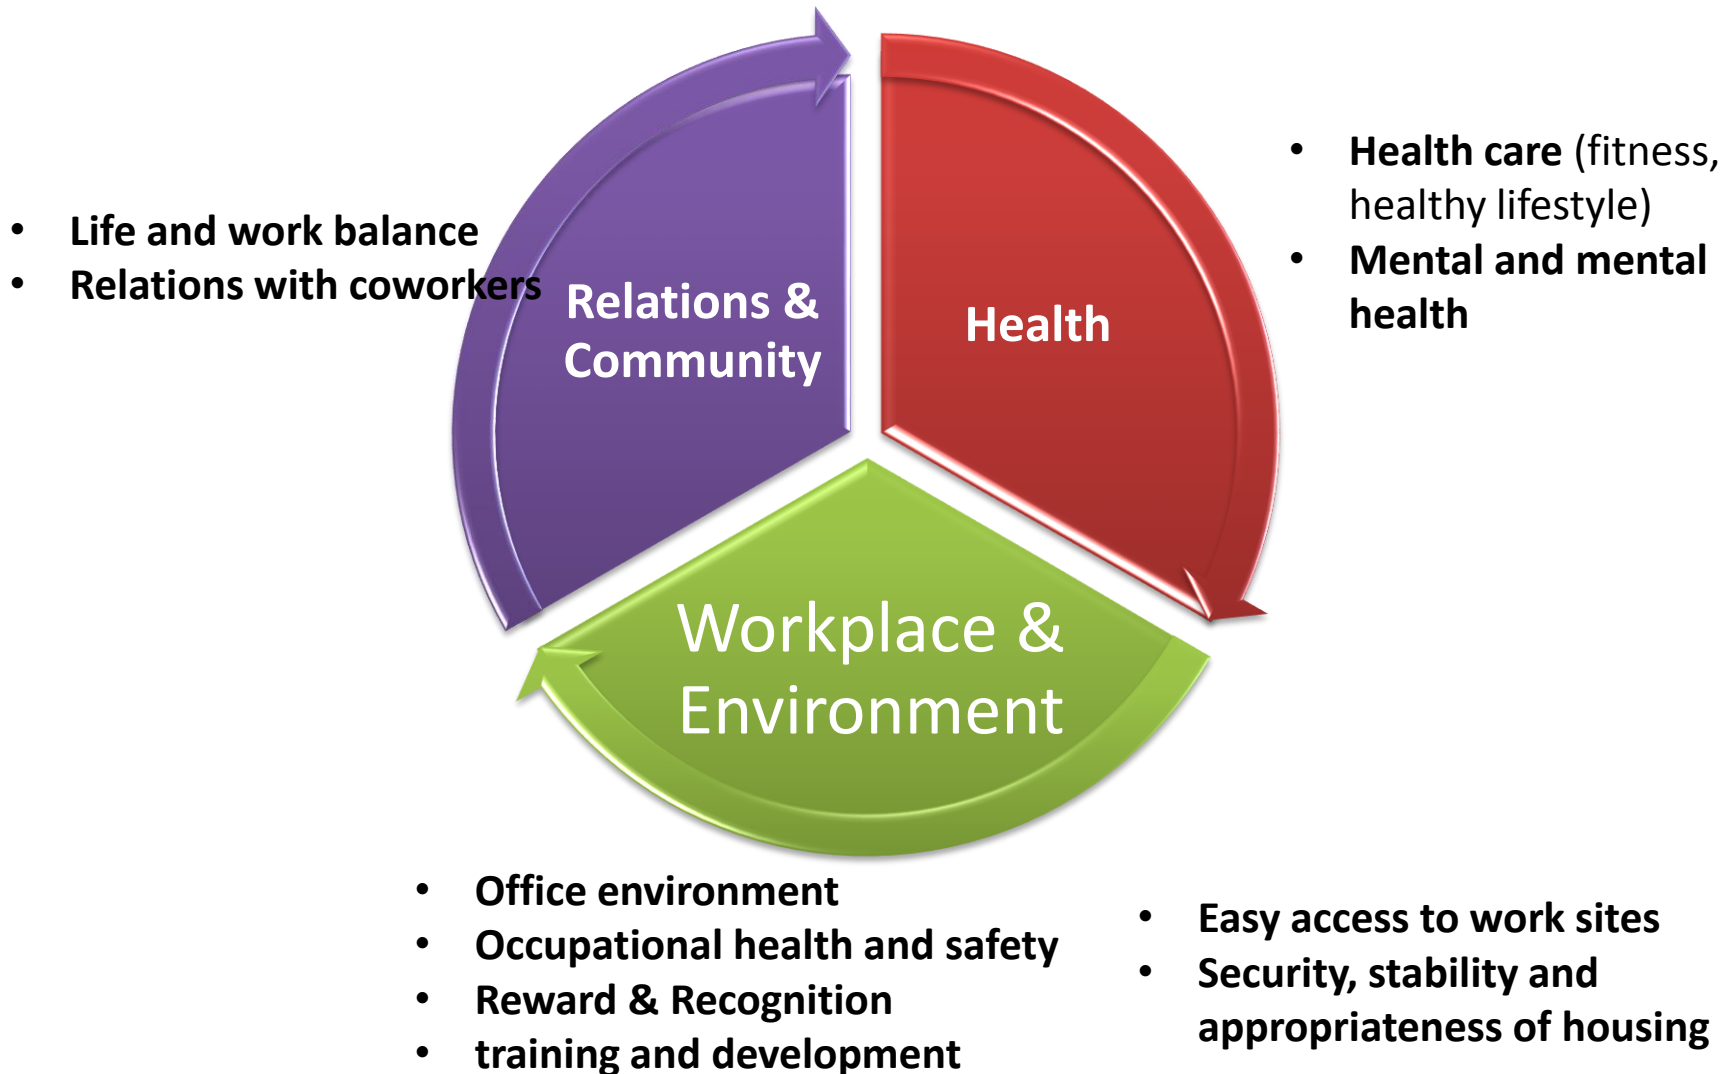 • Life and work balance
• Relations with coworkers
Relations &
Community
Health
• Health care (fitness,
healthy lifestyle)
• Mental and mental
health
Workplace &
Environment
• Office environment
• Occupational health and safety
• Reward & Recognition
• training and development
• Easy access to work sites
• Security, stability and
appropriateness of housing